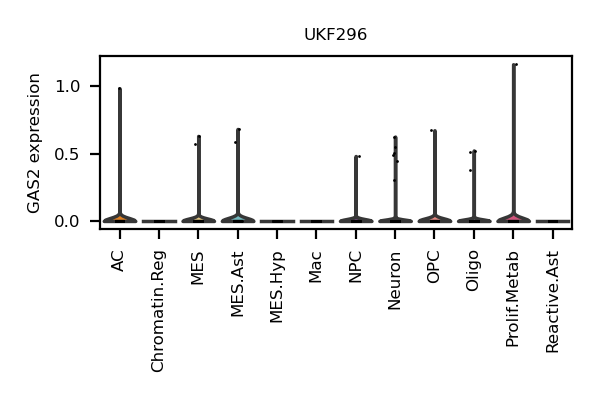 UKF296
GAS2 expression
1.0
0.5
0.0
AC
Chromatin.Reg
MES
MES.Ast
MES.Hyp
Mac
NPC
Neuron
OPC
Oligo
Prolif.Metab
Reactive.Ast